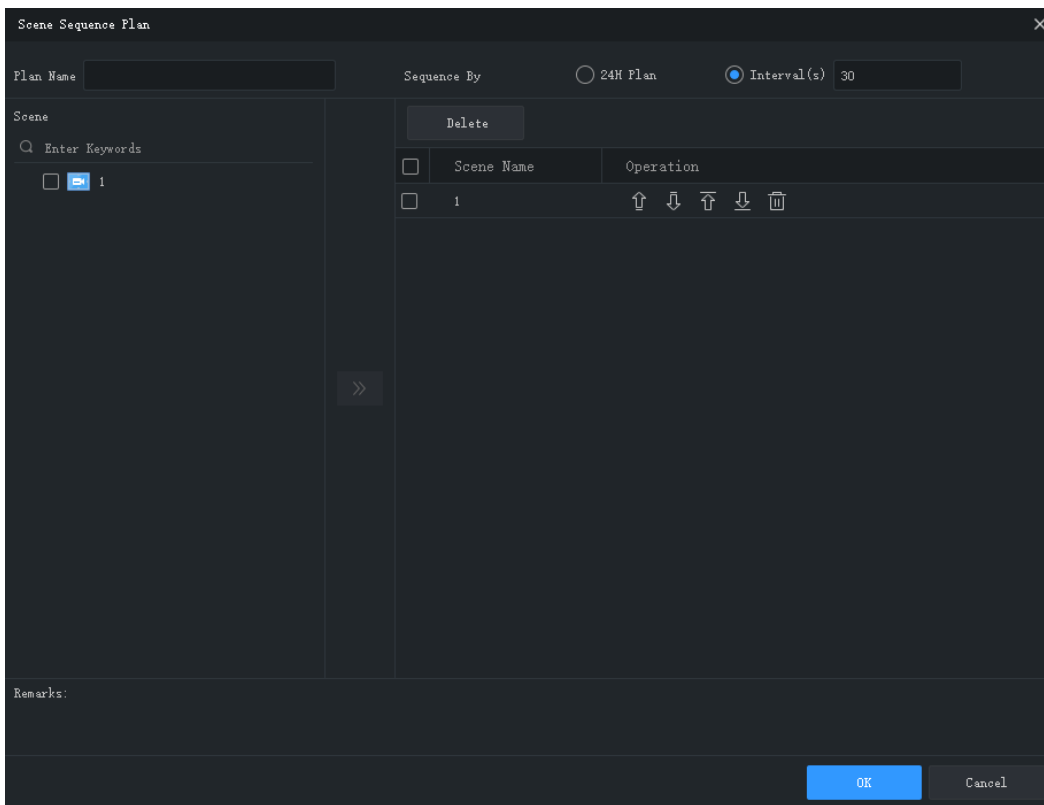 Scene Sequence Plan
Plan Name Sequence By 24H Plan Interval(s) 30
Scene
Delete
Enter Keywords
Scene Name Operation
1
1
Remarks:
OK Cancel